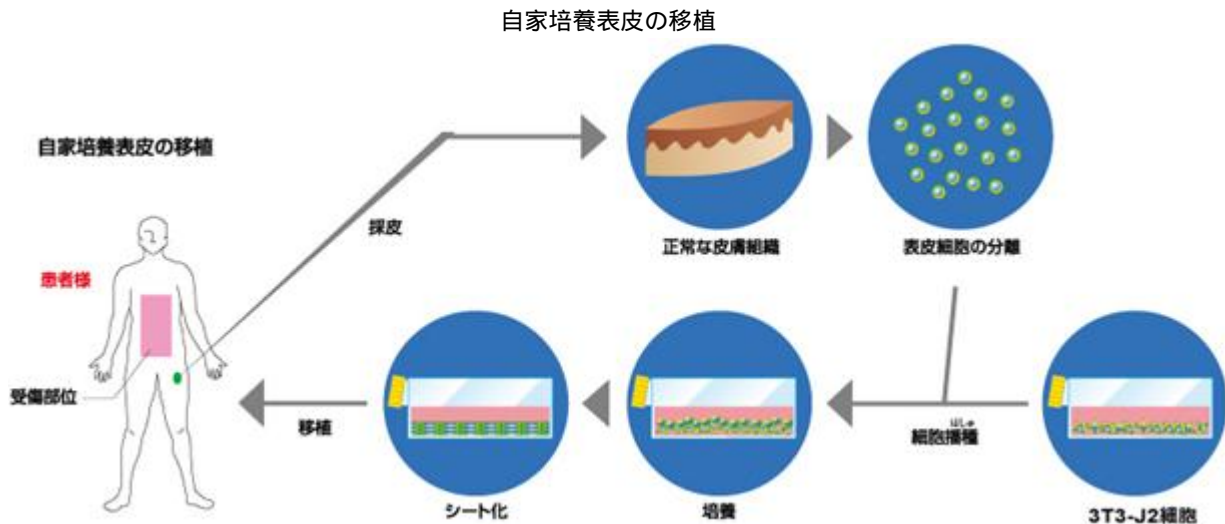 自家培養表皮の移植
自家培養表皮の移植
採皮
正常な皮膚組織
表皮細胞の分離
患者様
受傷部位
移植
はしゅ
細胞播種
シート化
培養
3T3-J2細胞